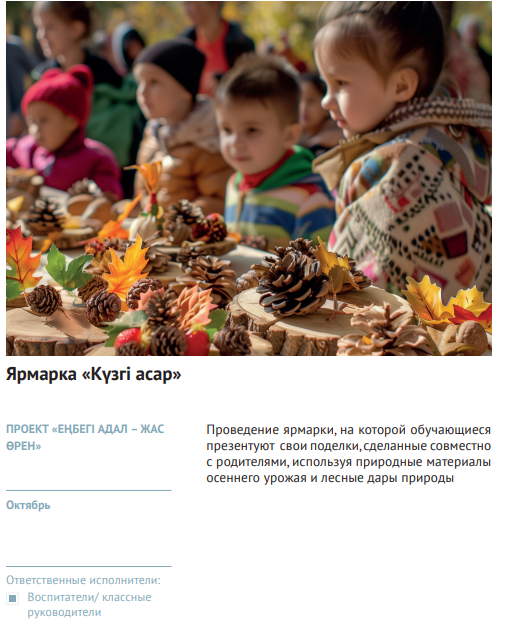 Ярмарка «Күзгі асар»
ПРОЕКТ «ЕҢБЕГІ АДАЛ – ЖАС
ӨРЕН»
Проведение ярмарки, на которой обучающиеся
презентуют свои поделки, сделанные совместно
с родителями, используя природные материалы
осеннего урожая и лесные дары природы
Октябрь
Ответственные исполнители:
Воспитатели/ классные
руководители